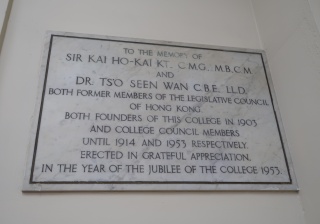 TO THE MEMORY OF
SIR KAI HO-KAI KT., C.M.G., M.B.C.M.
AND
DR. TS'O SEEN WAN C.B.E., LL.D.,
BOTH FORMER MEMBERS OF THE LEGISLATIVE COUNCIL
OF HONG KONG.
BOTH FOUNDERS OF THIS COLLEGE IN 1903
AND COLLEGE COUNCIL MEMBERS
UNTIL 1914 AND 1953 RESPECTIVELY.
ERECTED IN GRATEFUL APPRECIATION,
IN THE YEAR OF THE JUBILEE OF THE COLLEGE 1953.